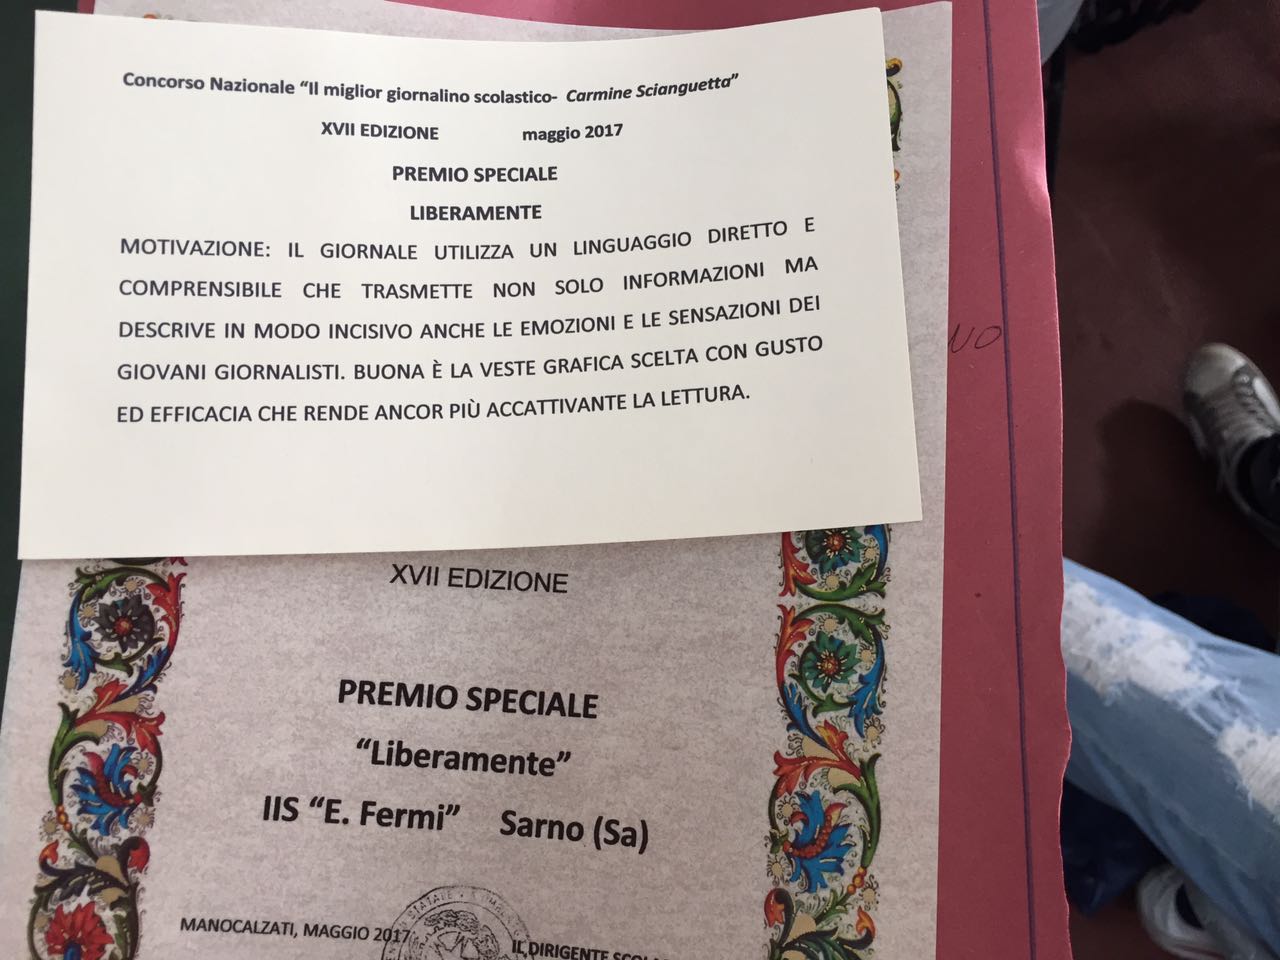 Concorso Nazionale "Il miglior giornalino scolastico- Carmine Scianguetta"
XVII EDIZIONE maggio 2017
PREMIO SPECIALE
LIBERAMENTE
MOTIVAZIONE: IL GIORNALE UTILIZZA UN LINGUAGGIO DIRETTO E
COMPRENSIBILE CHE TRASMETTE NON SOLO INFORMAZIONI MA
DESCRIVE IN MODO INCISIVO ANCHE LE EMOZIONI E LE SENSAZIONI DEI
GIOVANI GIORNALISTI. BUONA È LA VESTE GRAFICA SCELTA CON GUSTO
ED EFFICACIA CHE RENDE ANCOR PIÙ ACCATTIVANTE LA LETTURA.
XVII EDIZIONE
PREMIO SPECIALE
"Liberamente"
IIS "E. Fermi" Sarno (Sa)
MANOCALZATI, MAGGIO 2017
IL DIRIGENTE